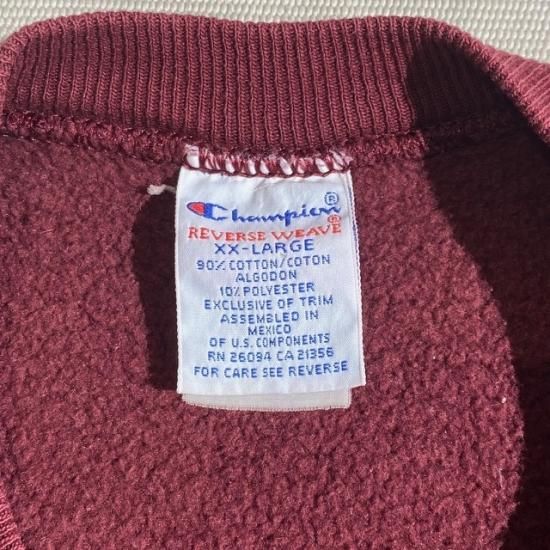 Champion®
REVERSE WEAVE®
XX-LARGE
90% COTTON/COTON
ALGODON
10% POLYESTER
EXCLUSIVE OF TRIM
ASSEMBLED IN
MEXICO
OF U.S. COMPONENTS
RN 26094 CA 21356
FOR CARE SEE REVERSE